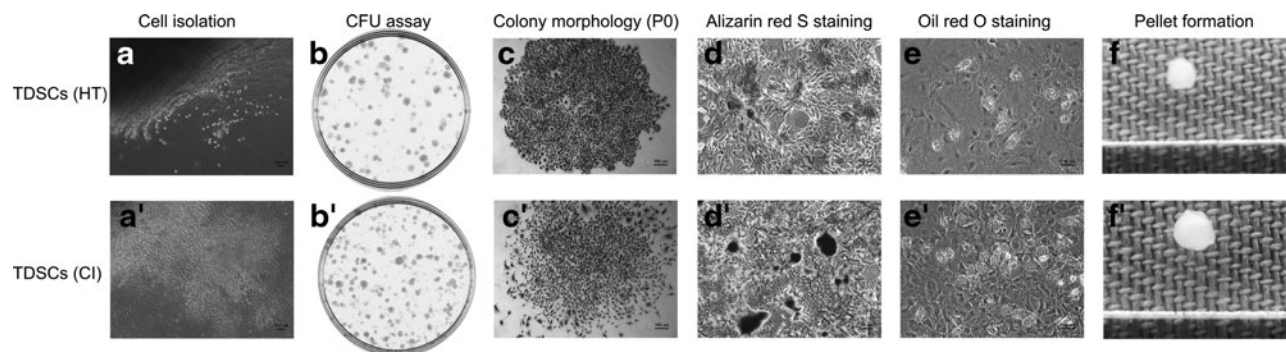 Cell isolation CFU assay Colony morphology (P0) Alizarin red S staining Oil red O staining Pellet formation
TDSCs (HT) a b c d e f
TDSCs (CI) a' b' c' d' e' f'